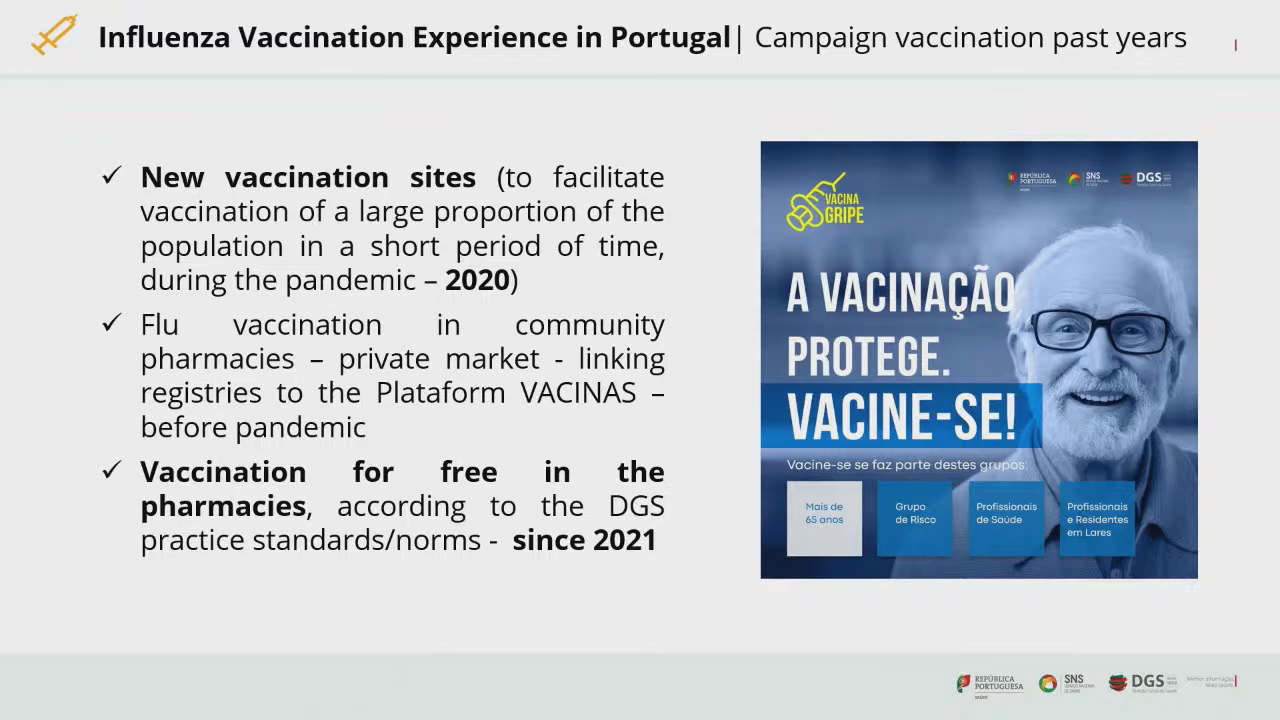 Influenza Vaccination Experience in Portugal| Campaign vaccination past years
✓ New vaccination sites (to facilitate
vaccination of a large proportion of the
population in a short period of time,
during the pandemic – 2020)
✓ Flu vaccination in community
pharmacies – private market - linking
registries to the Plataform VACINAS –
before pandemic
✓ Vaccination for free in the
pharmacies, according to the DGS
practice standards/norms - since 2021
VACINA
GRIPE
REPÚBLICA
PORTUGUESA
SNS
DGS
A VACINAÇÃO
PROTEGE.
VACINE-SE!
Vacine-se se faz parte destes grupos:
Mais de
65 anos
Grupo
de Risco
Profissionais
de Saúde
Profissionais
e Residentes
em Lares
REPÚBLICA
PORTUGUESA
SAÚDE
SNS
DGS